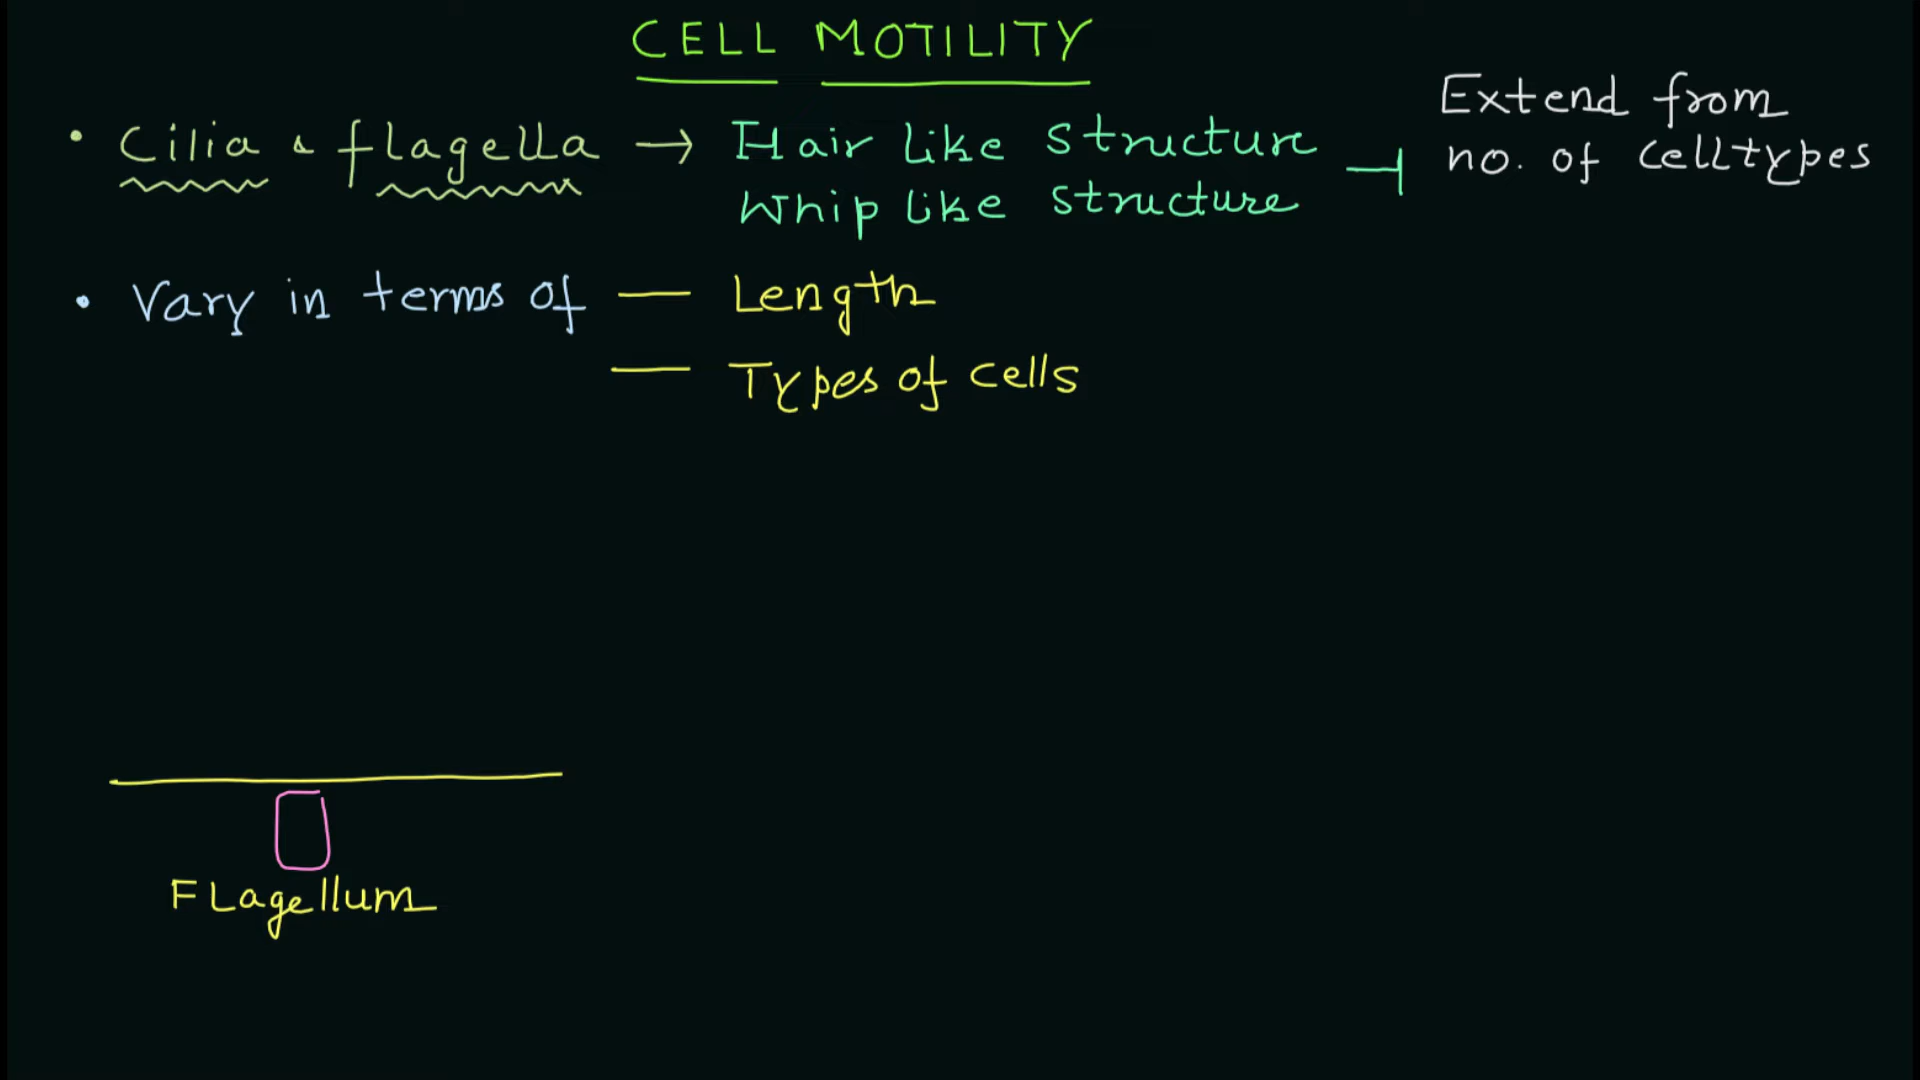 CELL MOTILITY
• Cilia & flagella → Hair like structure
Whip like structure
Extend from
no. of celltypes
• Vary in terms of — Length
— Types of cells
FLagellum